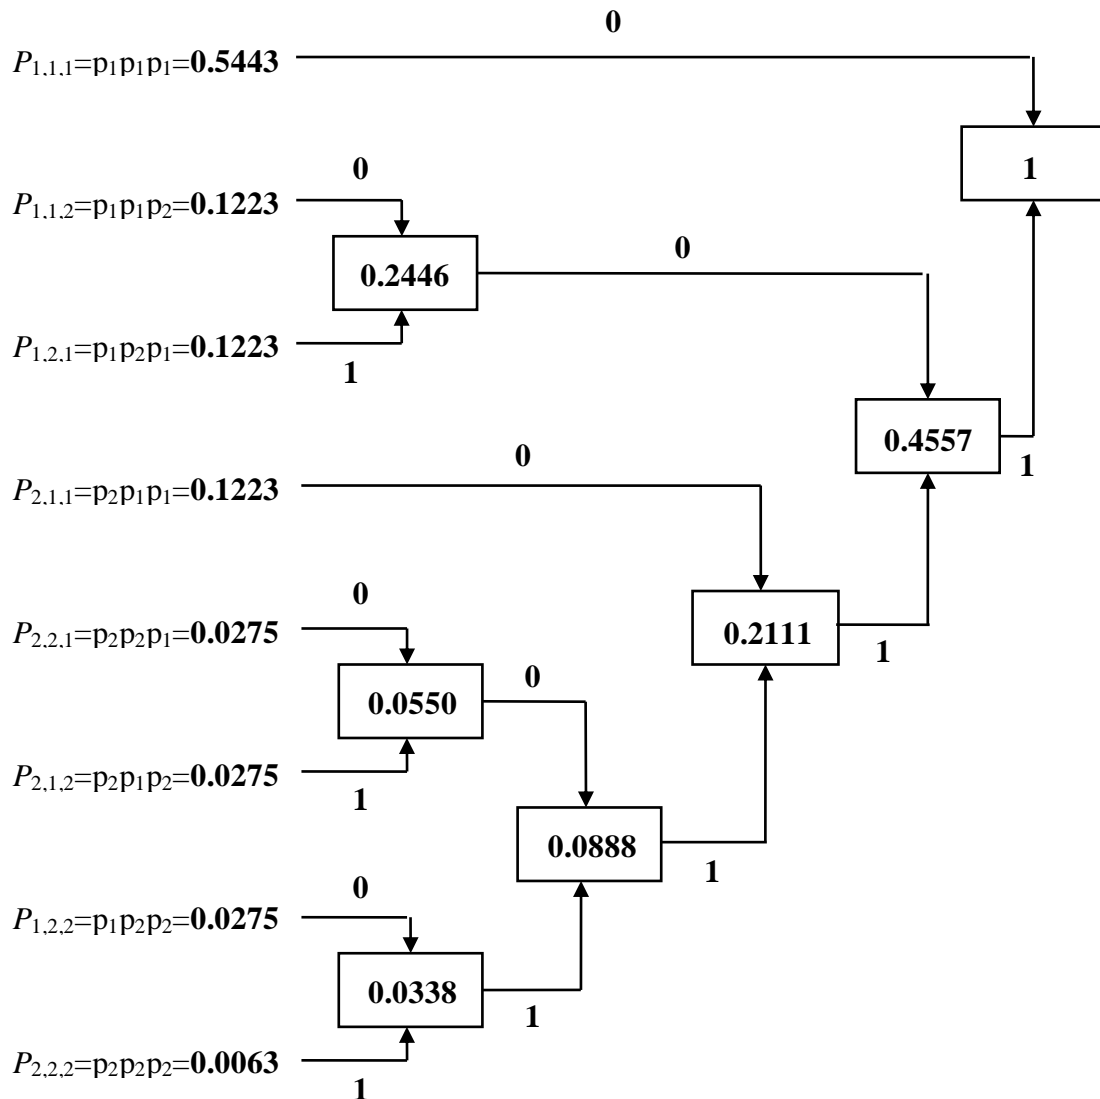 0
P1,1,1=p1p1p1=0.5443
1
0
P1,1,2=p1p1p2=0.1223
0
0.2446
P1,2,1=p1p2p1=0.1223
1
0.4557
1
0
P2,1,1=p2p1p1=0.1223
0
P2,2,1=p2p2p1=0.0275
0.2111
1
0
0.0550
P2,1,2=p2p1p2=0.0275
1
0.0888
1
0
P1,2,2=p1p2p2=0.0275
0.0338
1
P2,2,2=p2p2p2=0.0063
1